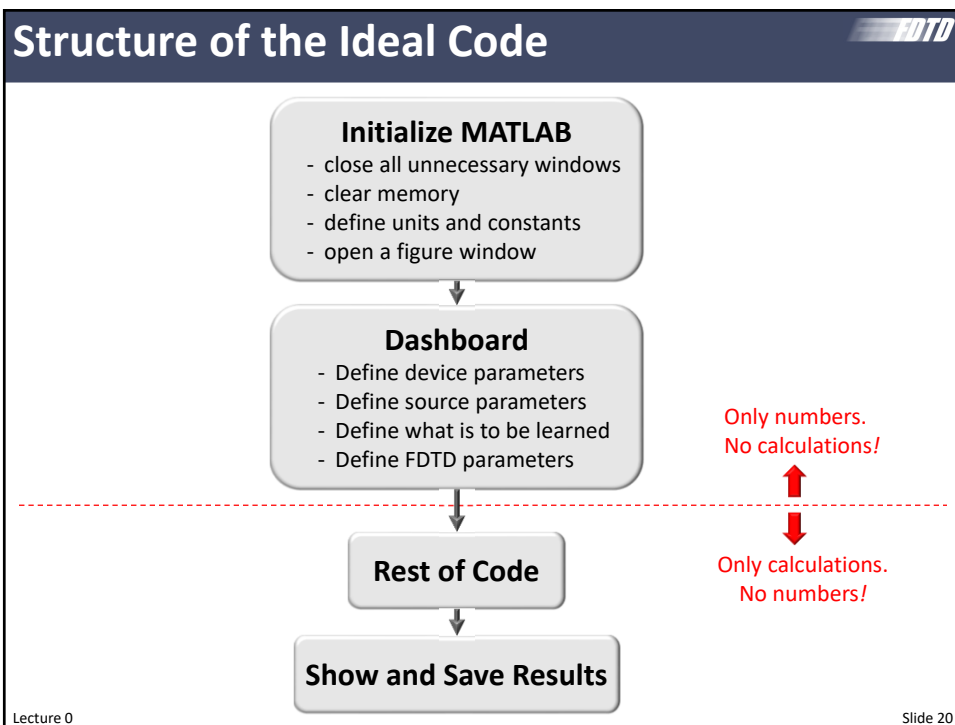 Structure of the Ideal Code
FDTD
Initialize MATLAB
- close all unnecessary windows
- clear memory
- define units and constants
- open a figure window
Dashboard
- Define device parameters
- Define source parameters
- Define what is to be learned
- Define FDTD parameters
Only numbers.
No calculations!
Rest of Code
Only calculations.
No numbers!
Show and Save Results
Lecture 0
Slide 20